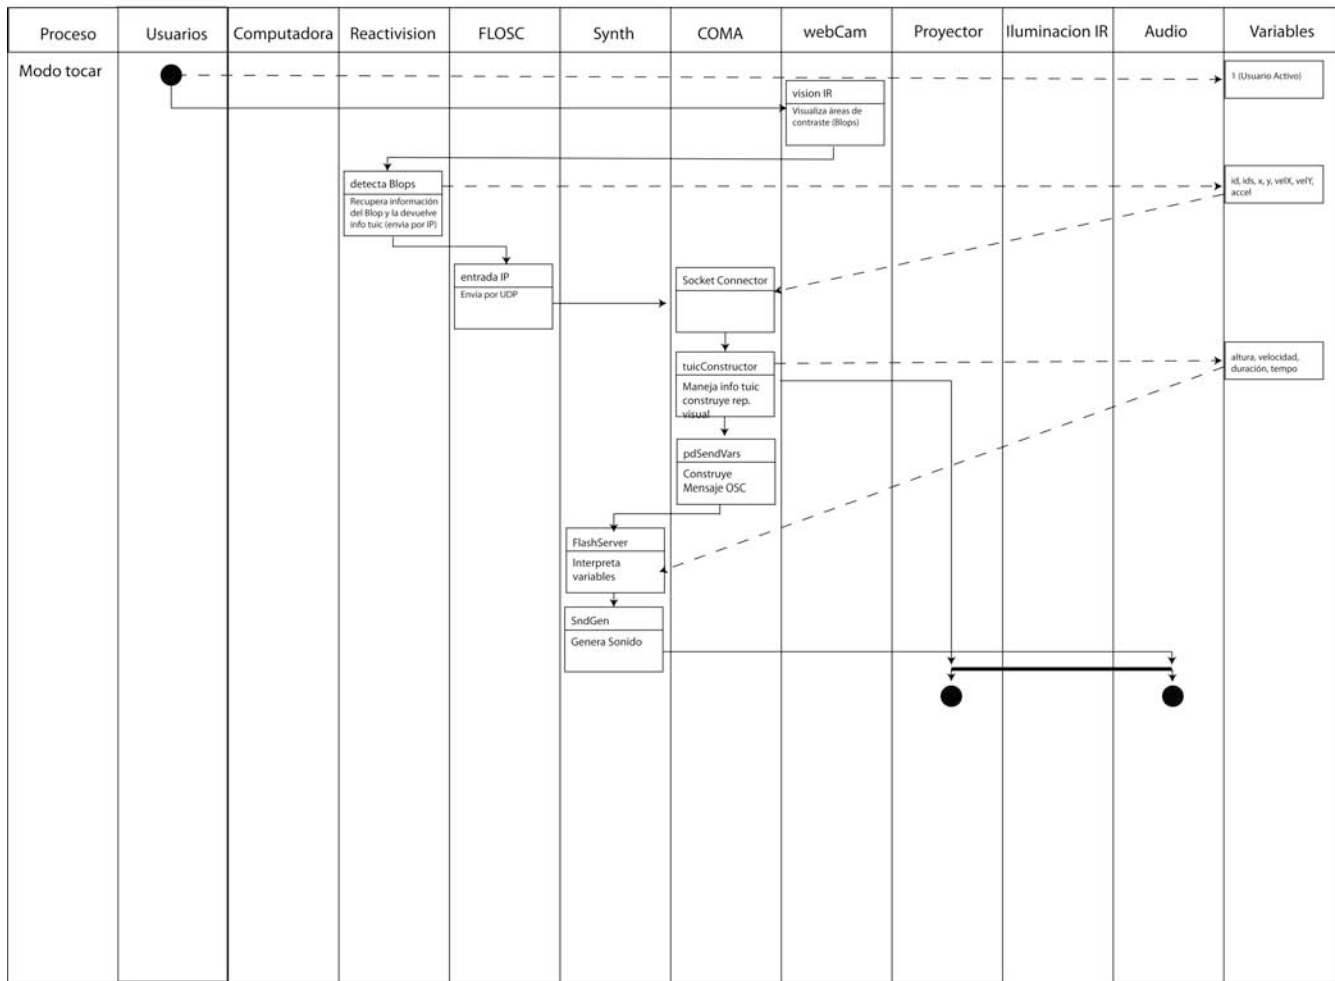 Proceso
Usuarios
Computadora
Reactivision
FLOSC
Synth
COMA
webCam
Proyector
Iluminacion IR
Audio
Variables
Modo tocar
1 (Usuario Activo)
vision IR
Visualiza àreas de
contraste (Blops)
detecta Blops
Recupera información
del Blop y la devuelve
info tuic (envia por IP)
id, ids, x, y, velX, velY,
accel
entrada IP
Envía por UDP
Socket Connector
tuicConstructor
Maneja info tuic
construye rep.
visual
altura, velocidad,
duración, tempo
pdSendVars
Construye
Mensaje OSC
FlashServer
Interpreta
variables
SndGen
Genera Sonido